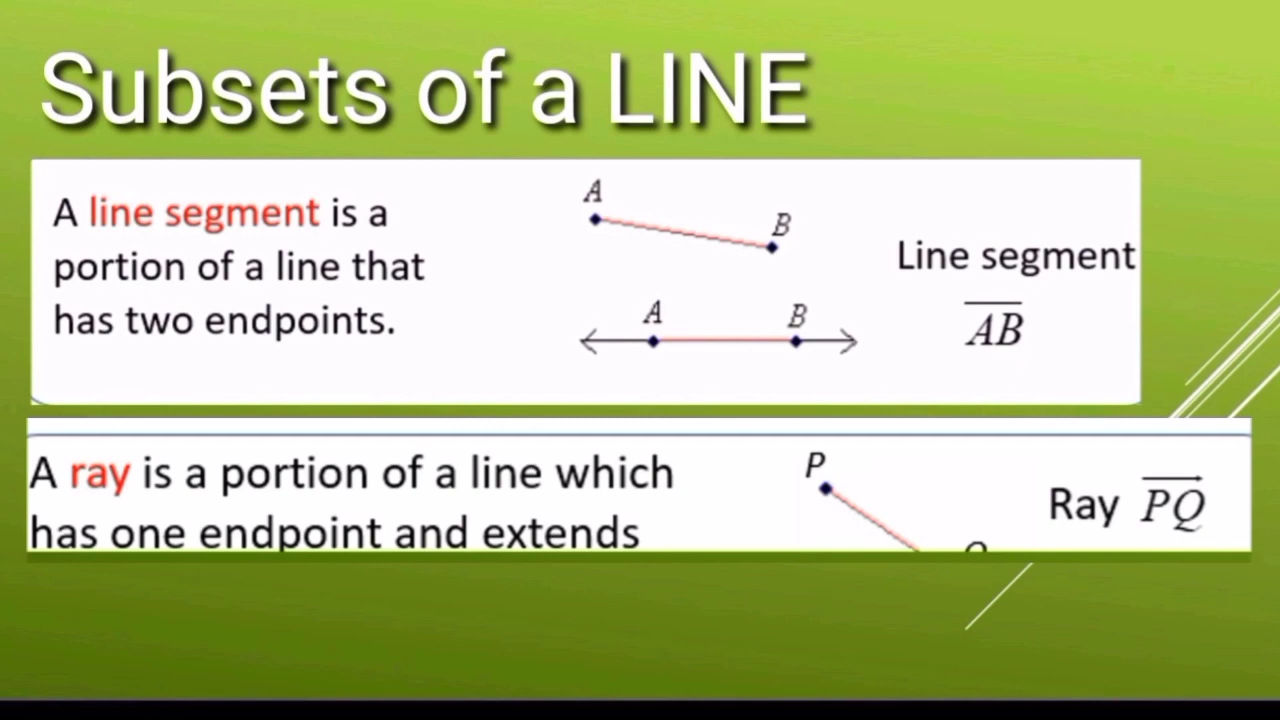 Subsets of a LINE
A line segment is a
portion of a line that
has two endpoints.
A
B
A
B
Line segment
AB
A ray is a portion of a line which
has one endpoint and extends
P
Ray PQ